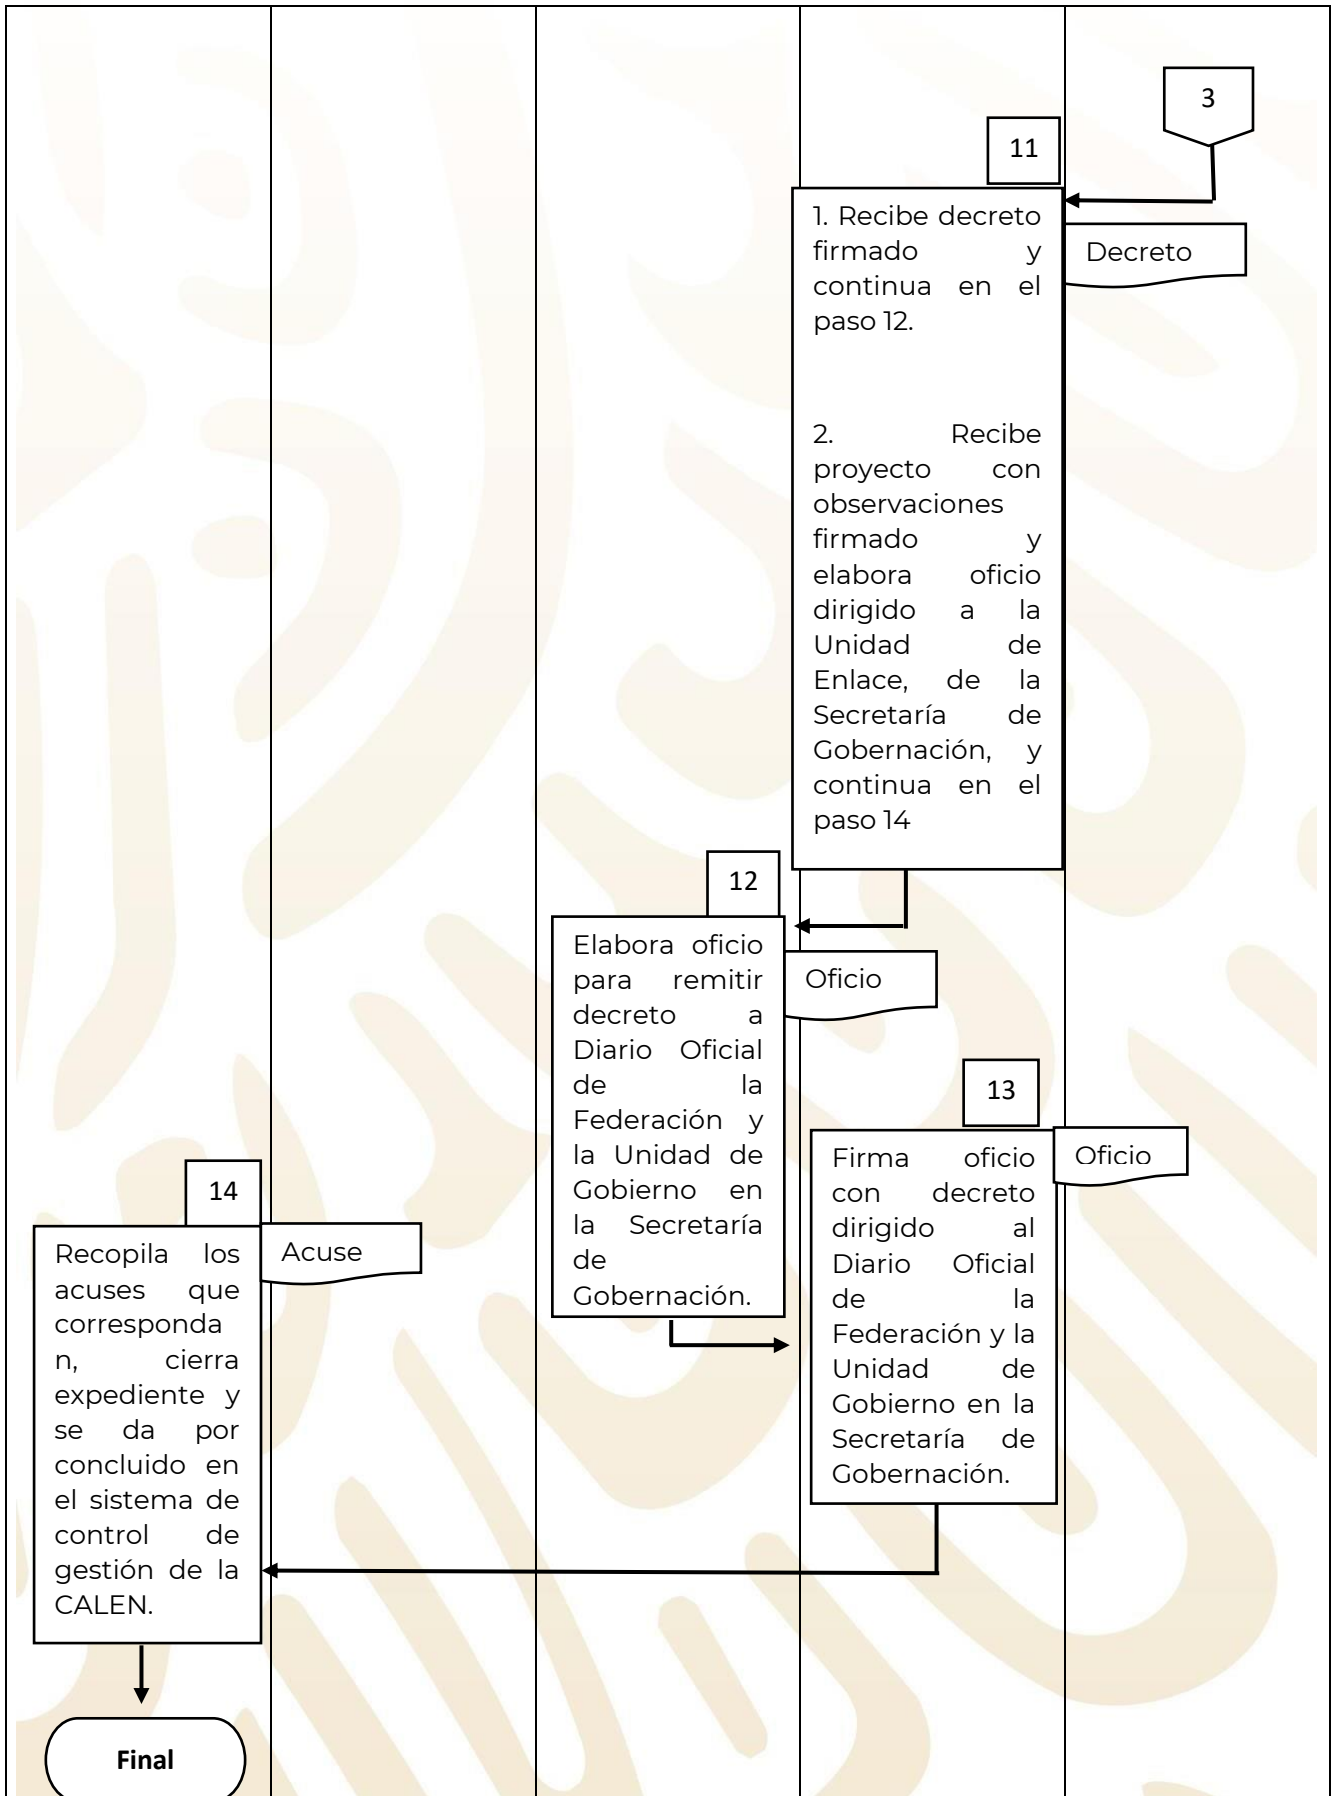 3
11
1. Recibe decreto
firmado y
continua en el
paso 12.
2. Recibe
proyecto con
observaciones
firmado y
elabora oficio
dirigido a la
Unidad de
Enlace, de la
Secretaría de
Gobernación, y
continua en el
paso 14
Decreto
12
Elabora oficio
para remitir
decreto a
Diario Oficial
de la
Federación y
la Unidad de
Gobierno en
la Secretaría
de
Gobernación.
Oficio
13
Firma oficio
con decreto
dirigido al
Diario Oficial
de la
Federación y la
Unidad de
Gobierno en la
Secretaría de
Gobernación.
Oficio
14
Recopila los
acuses que
corresponda
n, cierra
expediente y
se da por
concluido en
el sistema de
control de
gestión de la
CALEN.
Acuse
Final